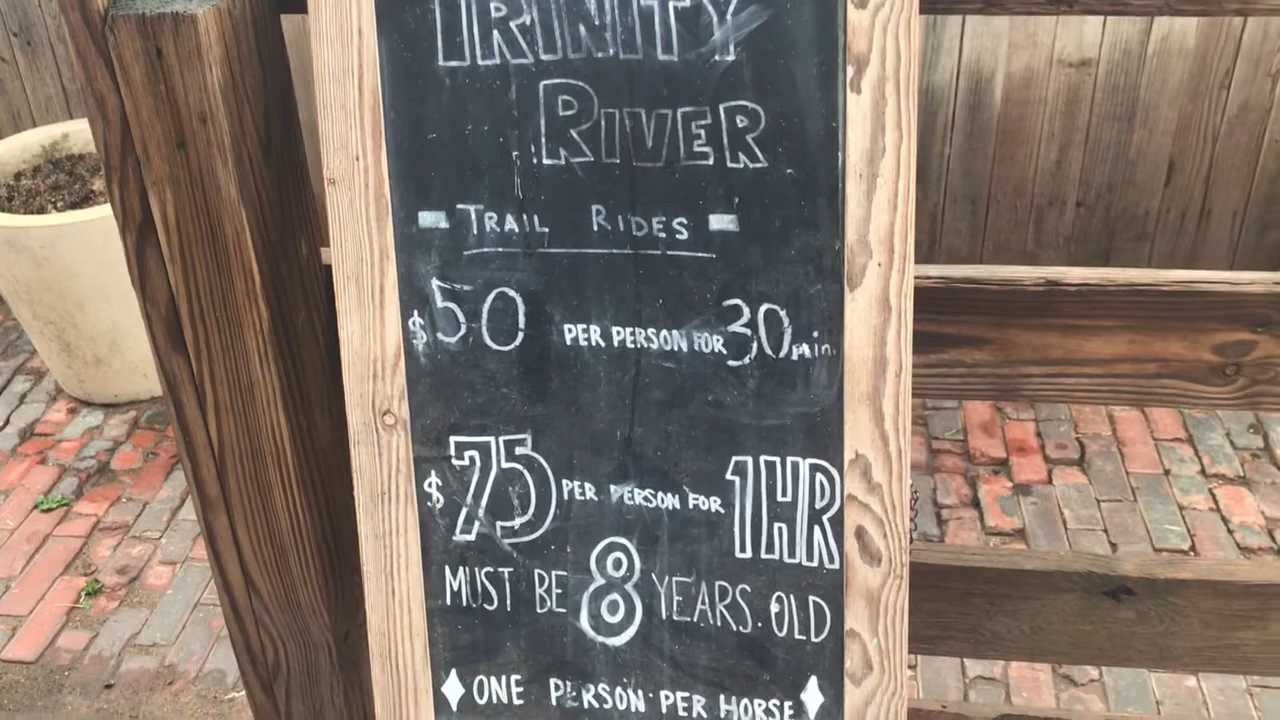 TRINITY
RIVER
TRAIL RIDES
$50 PER PERSON FOR 30 min.
$75 PER PERSON FOR 1HR
MUST BE 8 YEARS OLD
ONE PERSON PER HORSE